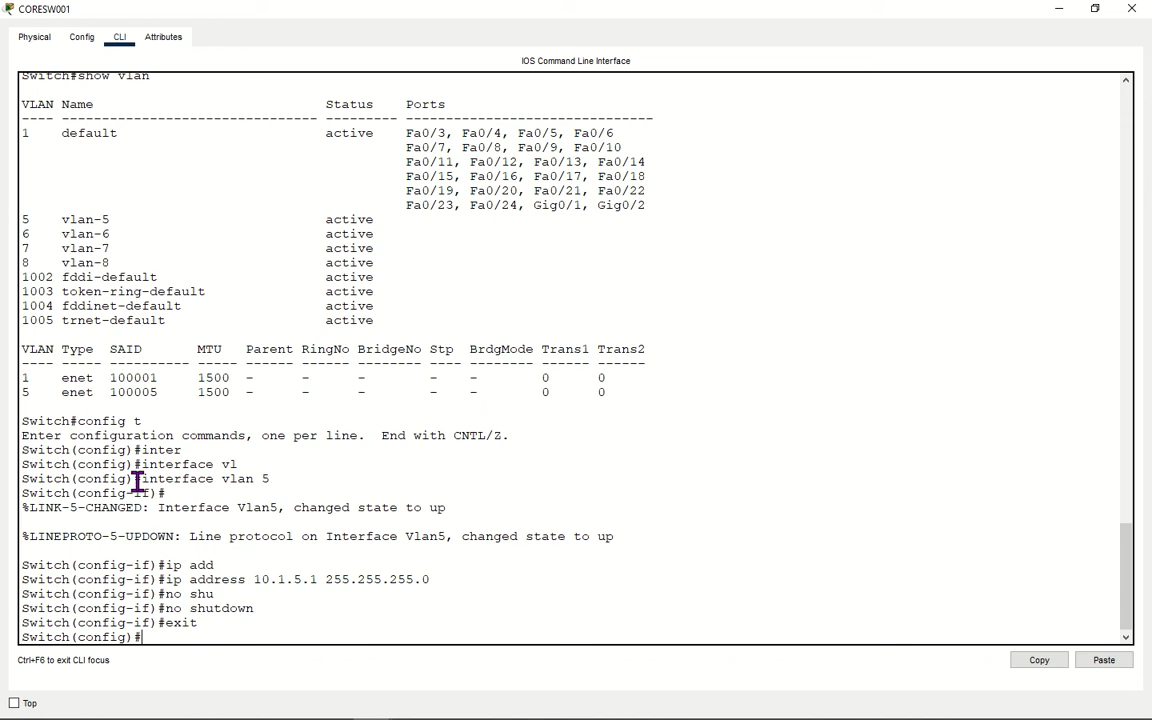 CORESW001
Physical Config CLI Attributes
IOS Command Line Interface
Switch#show vlan
VLAN Name Status Ports
---- -------------------------------- --------- -------------------------------
1 default active Fa0/3, Fa0/4, Fa0/5, Fa0/6
Fa0/7, Fa0/8, Fa0/9, Fa0/10
Fa0/11, Fa0/12, Fa0/13, Fa0/14
Fa0/15, Fa0/16, Fa0/17, Fa0/18
Fa0/19, Fa0/20, Fa0/21, Fa0/22
Fa0/23, Fa0/24, Gig0/1, Gig0/2
5 vlan-5 active
6 vlan-6 active
7 vlan-7 active
8 vlan-8 active
1002 fddi-default active
1003 token-ring-default active
1004 fddinet-default active
1005 trnet-default active
VLAN Type SAID MTU Parent RingNo BridgeNo Stp BrdgMode Trans1 Trans2
---- ----- ---------- ----- ------ ------ -------- ---- -------- ------ ------
1 enet 100001 1500 - - - - - 0 0
5 enet 100005 1500 - - - - - 0 0
Switch#config t
Enter configuration commands, one per line. End with CNTL/Z.
Switch(config)#inter
Switch(config)#interface vl
Switch(config)#interface vlan 5
Switch(config-if)#
%LINK-5-CHANGED: Interface Vlan5, changed state to up
%LINEPROTO-5-UPDOWN: Line protocol on Interface Vlan5, changed state to up
Switch(config-if)#ip add
Switch(config-if)#ip address 10.1.5.1 255.255.255.0
Switch(config-if)#no shu
Switch(config-if)#no shutdown
Switch(config-if)#exit
Switch(config)#
Ctrl+F6 to exit CLI focus Copy Paste
Top